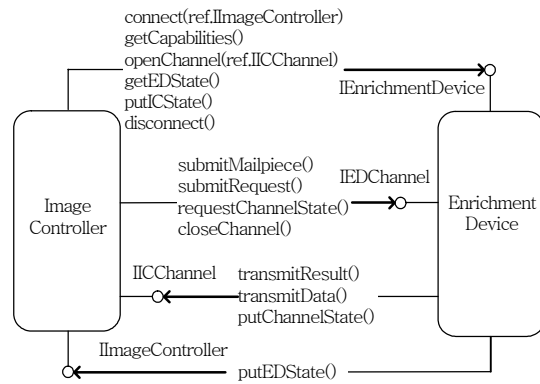 connect(ref.IImageController)
getCapabilities()
openChannel(ref.IICChannel)
getEDState()
putICState()
disconnect()
IEnrichmentDevice
submitMailpiece()
submitRequest()
requestChannelState()
closeChannel()
IEDChannel
Image
Controller
Enrichment
Device
IICChannel
transmitResult()
transmitData()
putChannelState()
IImageController
putEDState()